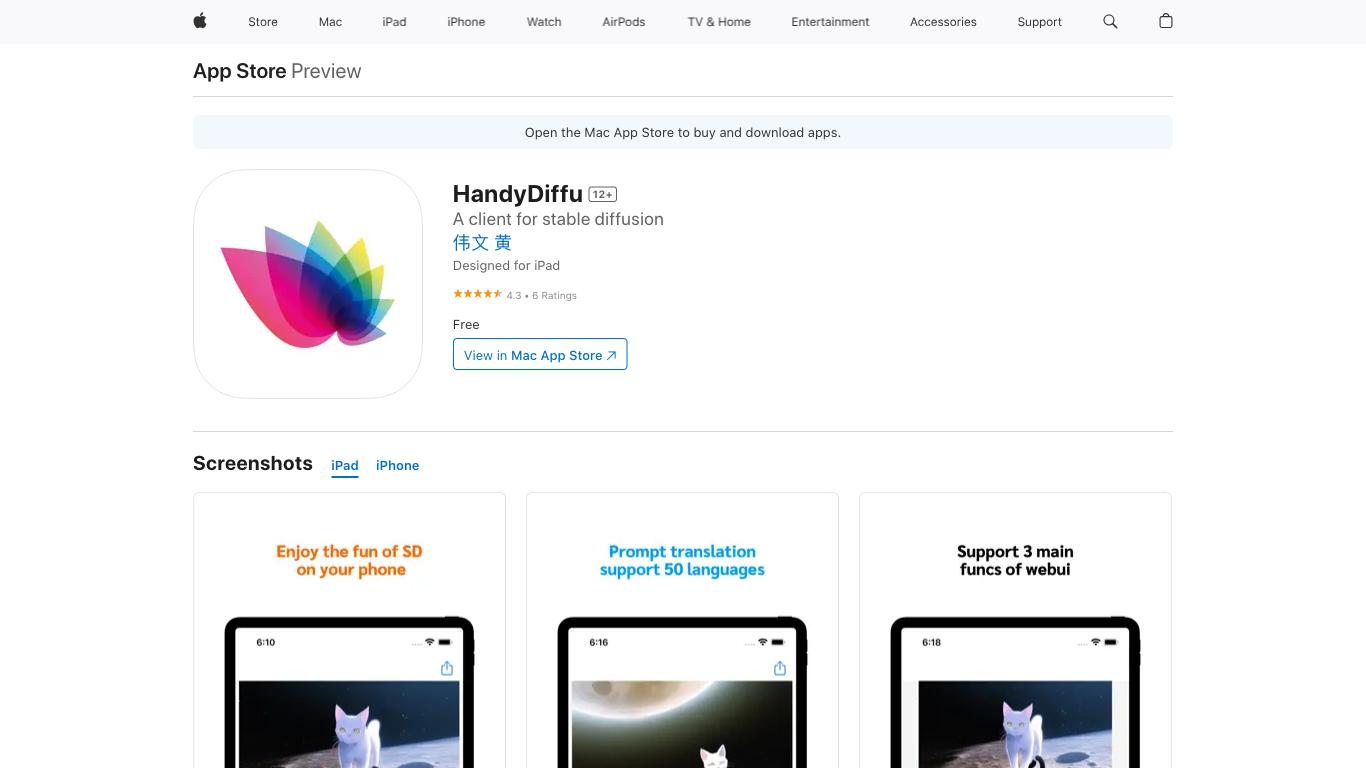 Store Mac iPad iPhone Watch AirPods TV & Home Entertainment Accessories Support
App Store Preview
Open the Mac App Store to buy and download apps.
HandyDiffu 12+
A client for stable diffusion
伟文 黄
Designed for iPad
4.3 • 6 Ratings
Free
View in Mac App Store
Screenshots iPad iPhone
Enjoy the fun of SD
on your phone
6:10
Prompt translation
support 50 languages
6:16
Support 3 main
funcs of webui
6:18